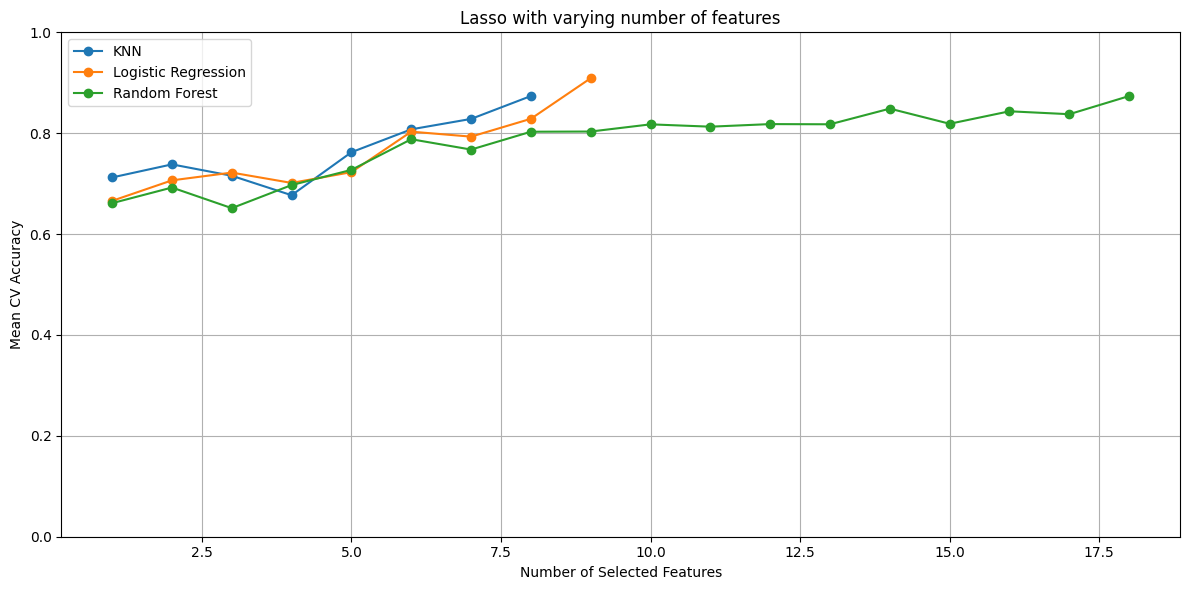 Lasso with varying number of features
KNN
Logistic Regression
Random Forest
Mean CV Accuracy
1.0
0.8
0.6
0.4
0.2
0.0
2.5 5.0 7.5 10.0 12.5 15.0 17.5
Number of Selected Features